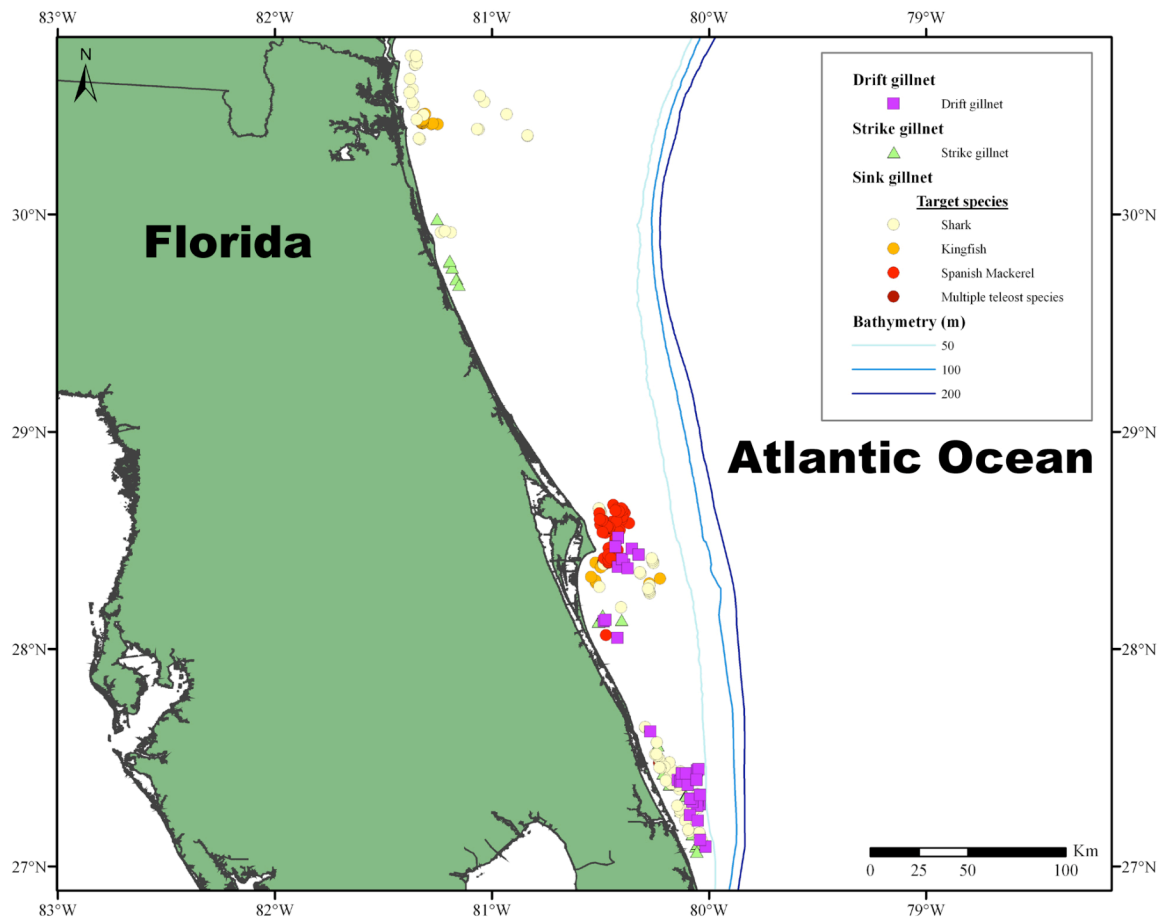 83°W 82°W 81°W 80°W 79°W
N
Drift gillnet
Drift gillnet
Strike gillnet
Strike gillnet
Sink gillnet
Target species
Shark
Kingfish
Spanish Mackerel
Multiple teleost species
Bathymetry (m)
50
100
200
30°N 30°N
Florida
29°N 29°N
Atlantic Ocean
28°N 28°N
27°N 27°N
Km
0 25 50 100
83°W 82°W 81°W 80°W 79°W